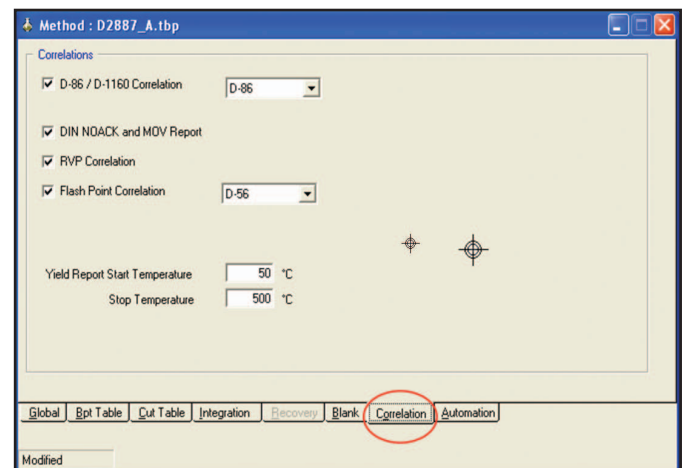 Method : D2887_A.tbp
Correlations
D-86 / D-1160 Correlation D-86
DIN NOACK and MOV Report
RVP Correlation
Flash Point Correlation D-56
Yield Report Start Temperature 50 °C
Stop Temperature 500 °C
Global Bpt Table Cut Table Integration Recovery Blank Correlation Automation
Modified